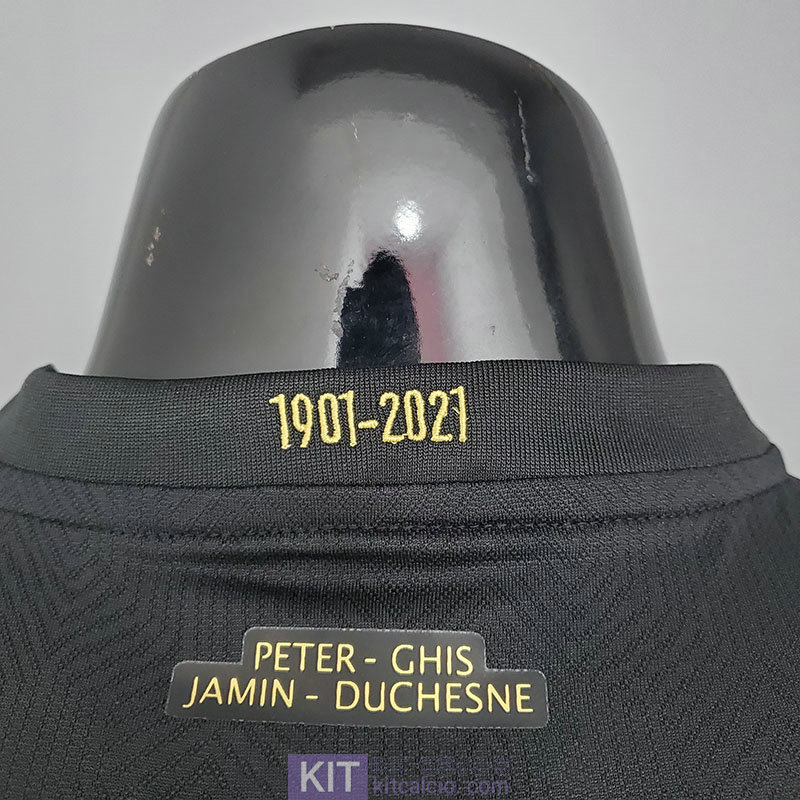 1901-2021
PETER - GHIS
JAMIN - DUCHESNE
KIT
kitcalcio.com